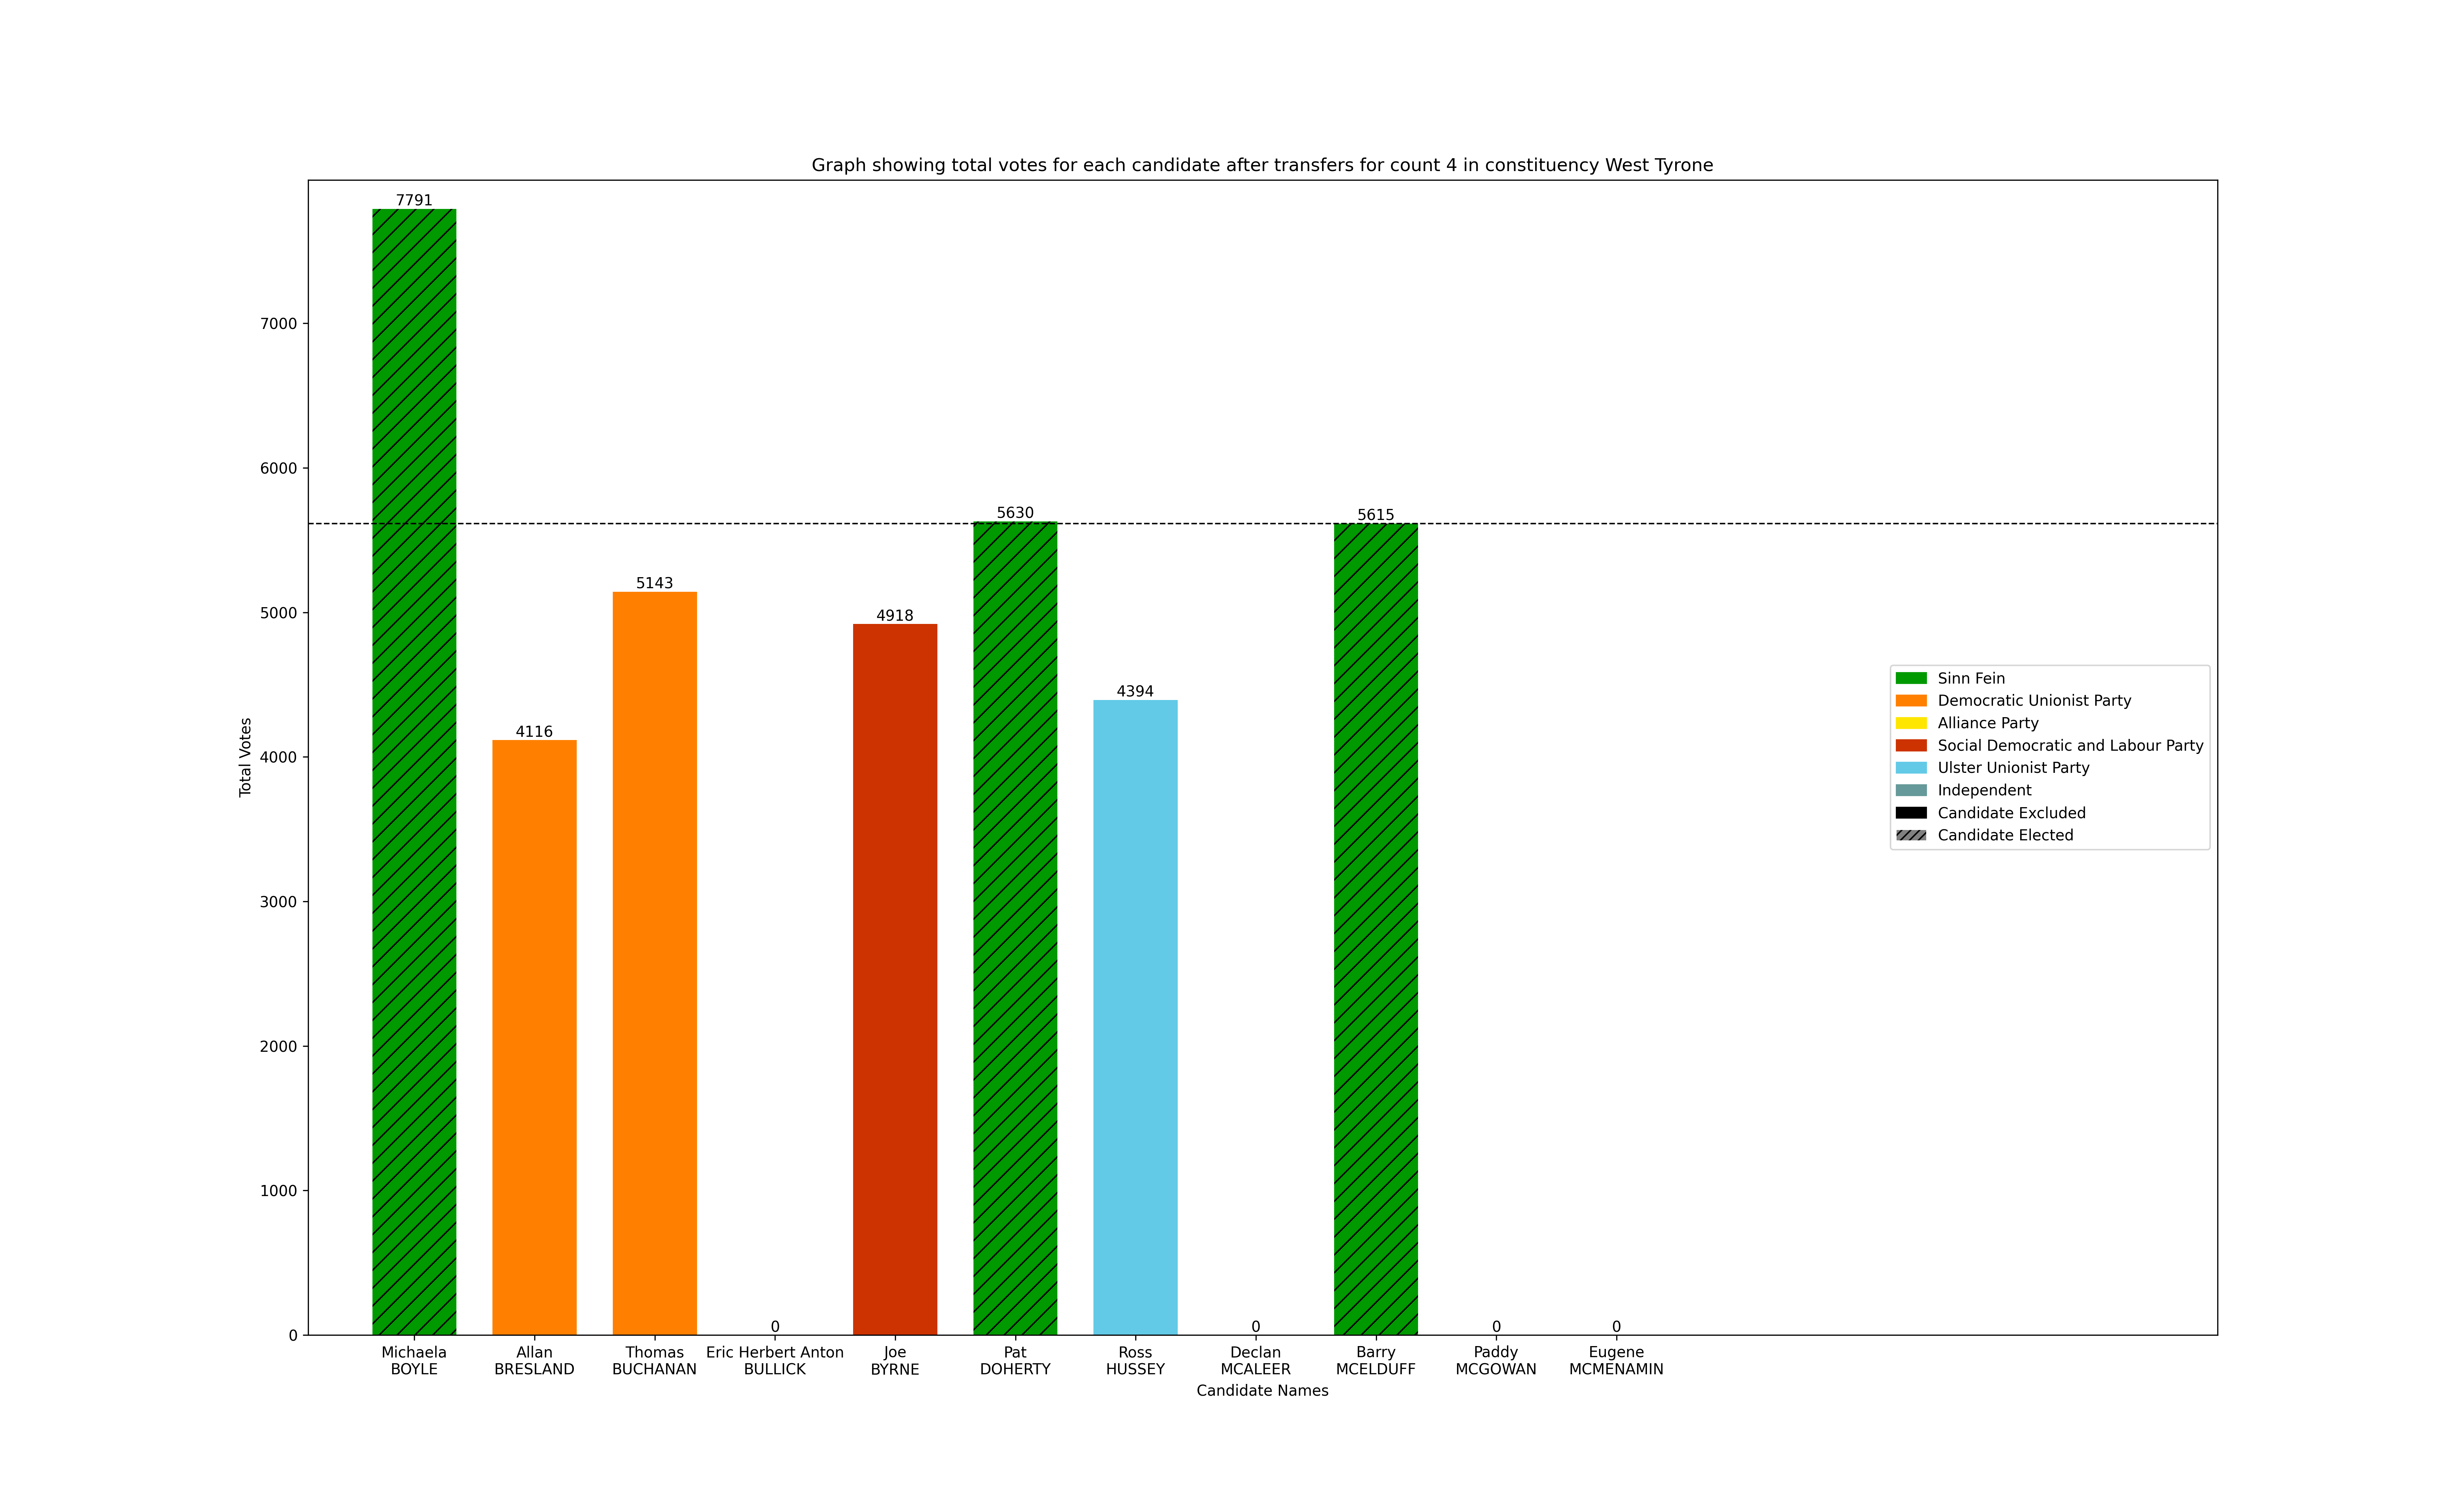 Graph showing total votes for each candidate after transfers for count 4 in constituency West Tyrone
Total Votes
7000
6000
5000
4000
3000
2000
1000
0
7791
4116
5143
0
4918
5630
4394
0
5615
0
0
Michaela
BOYLE
Allan
BRESLAND
Thomas
BUCHANAN
Eric Herbert Anton
BULLICK
Joe
BYRNE
Pat
DOHERTY
Ross
HUSSEY
Declan
MCALEER
Barry
MCELDUFF
Paddy
MCGOWAN
Eugene
MCMENAMIN
Candidate Names
Sinn Fein
Democratic Unionist Party
Alliance Party
Social Democratic and Labour Party
Ulster Unionist Party
Independent
Candidate Excluded
Candidate Elected